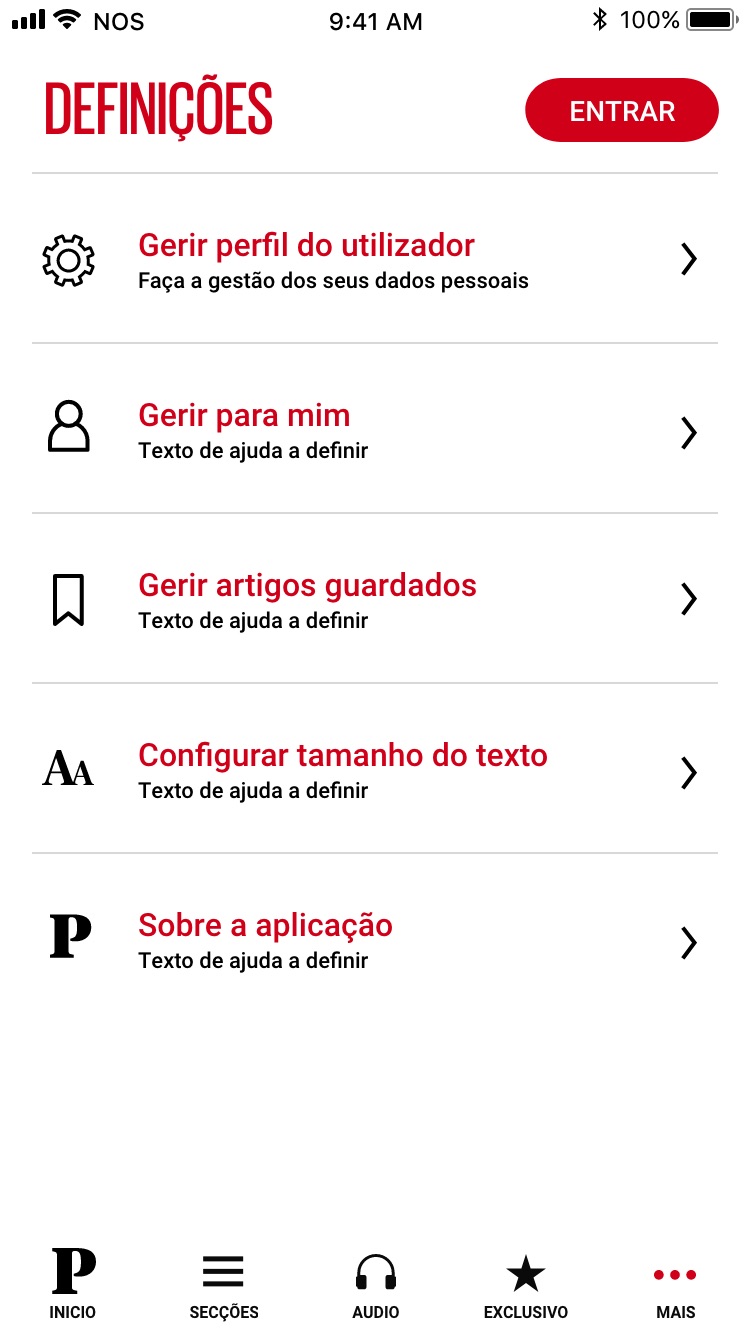 NOS 9:41 AM 100%
DEFINIÇÕES ENTRAR
Gerir perfil do utilizador
Faça a gestão dos seus dados pessoais
Gerir para mim
Texto de ajuda a definir
Gerir artigos guardados
Texto de ajuda a definir
AA Configurar tamanho do texto
Texto de ajuda a definir
P Sobre a aplicação
Texto de ajuda a definir
P
INICIO SECÇÕES AUDIO EXCLUSIVO MAIS